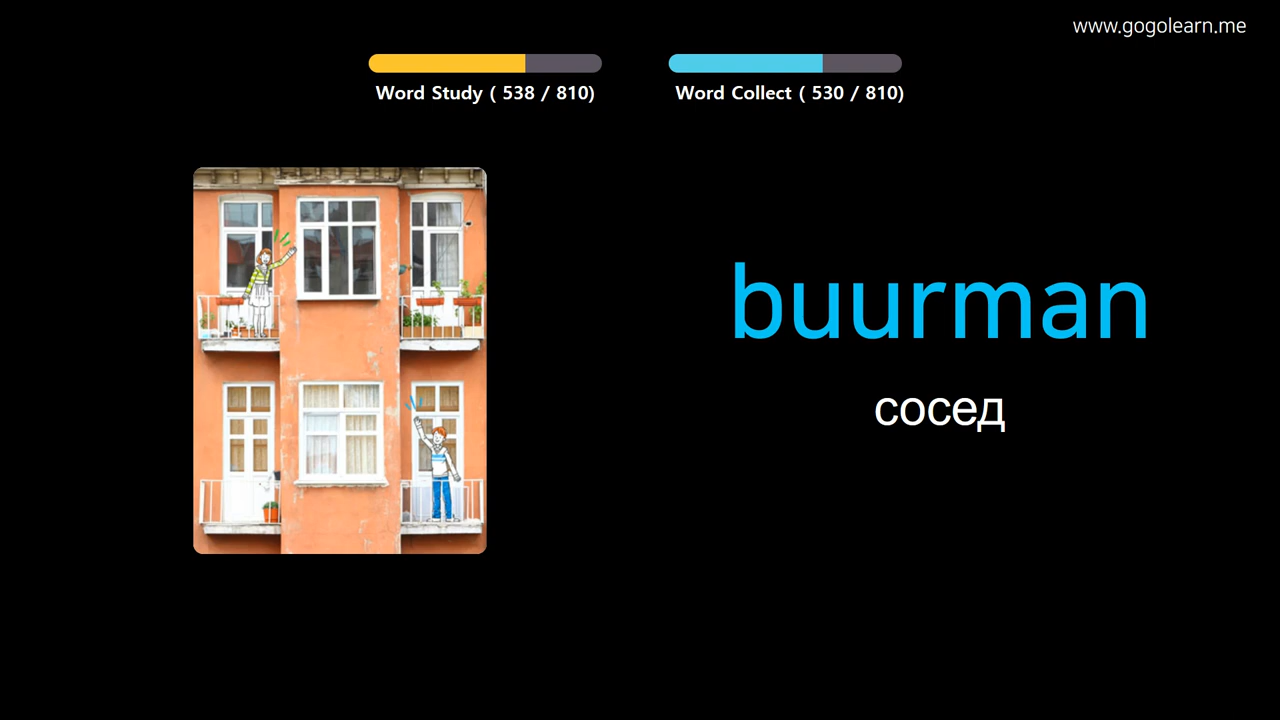 www.gogolearn.me
Word Study ( 538 / 810)
Word Collect ( 530 / 810)
buurman
сосед